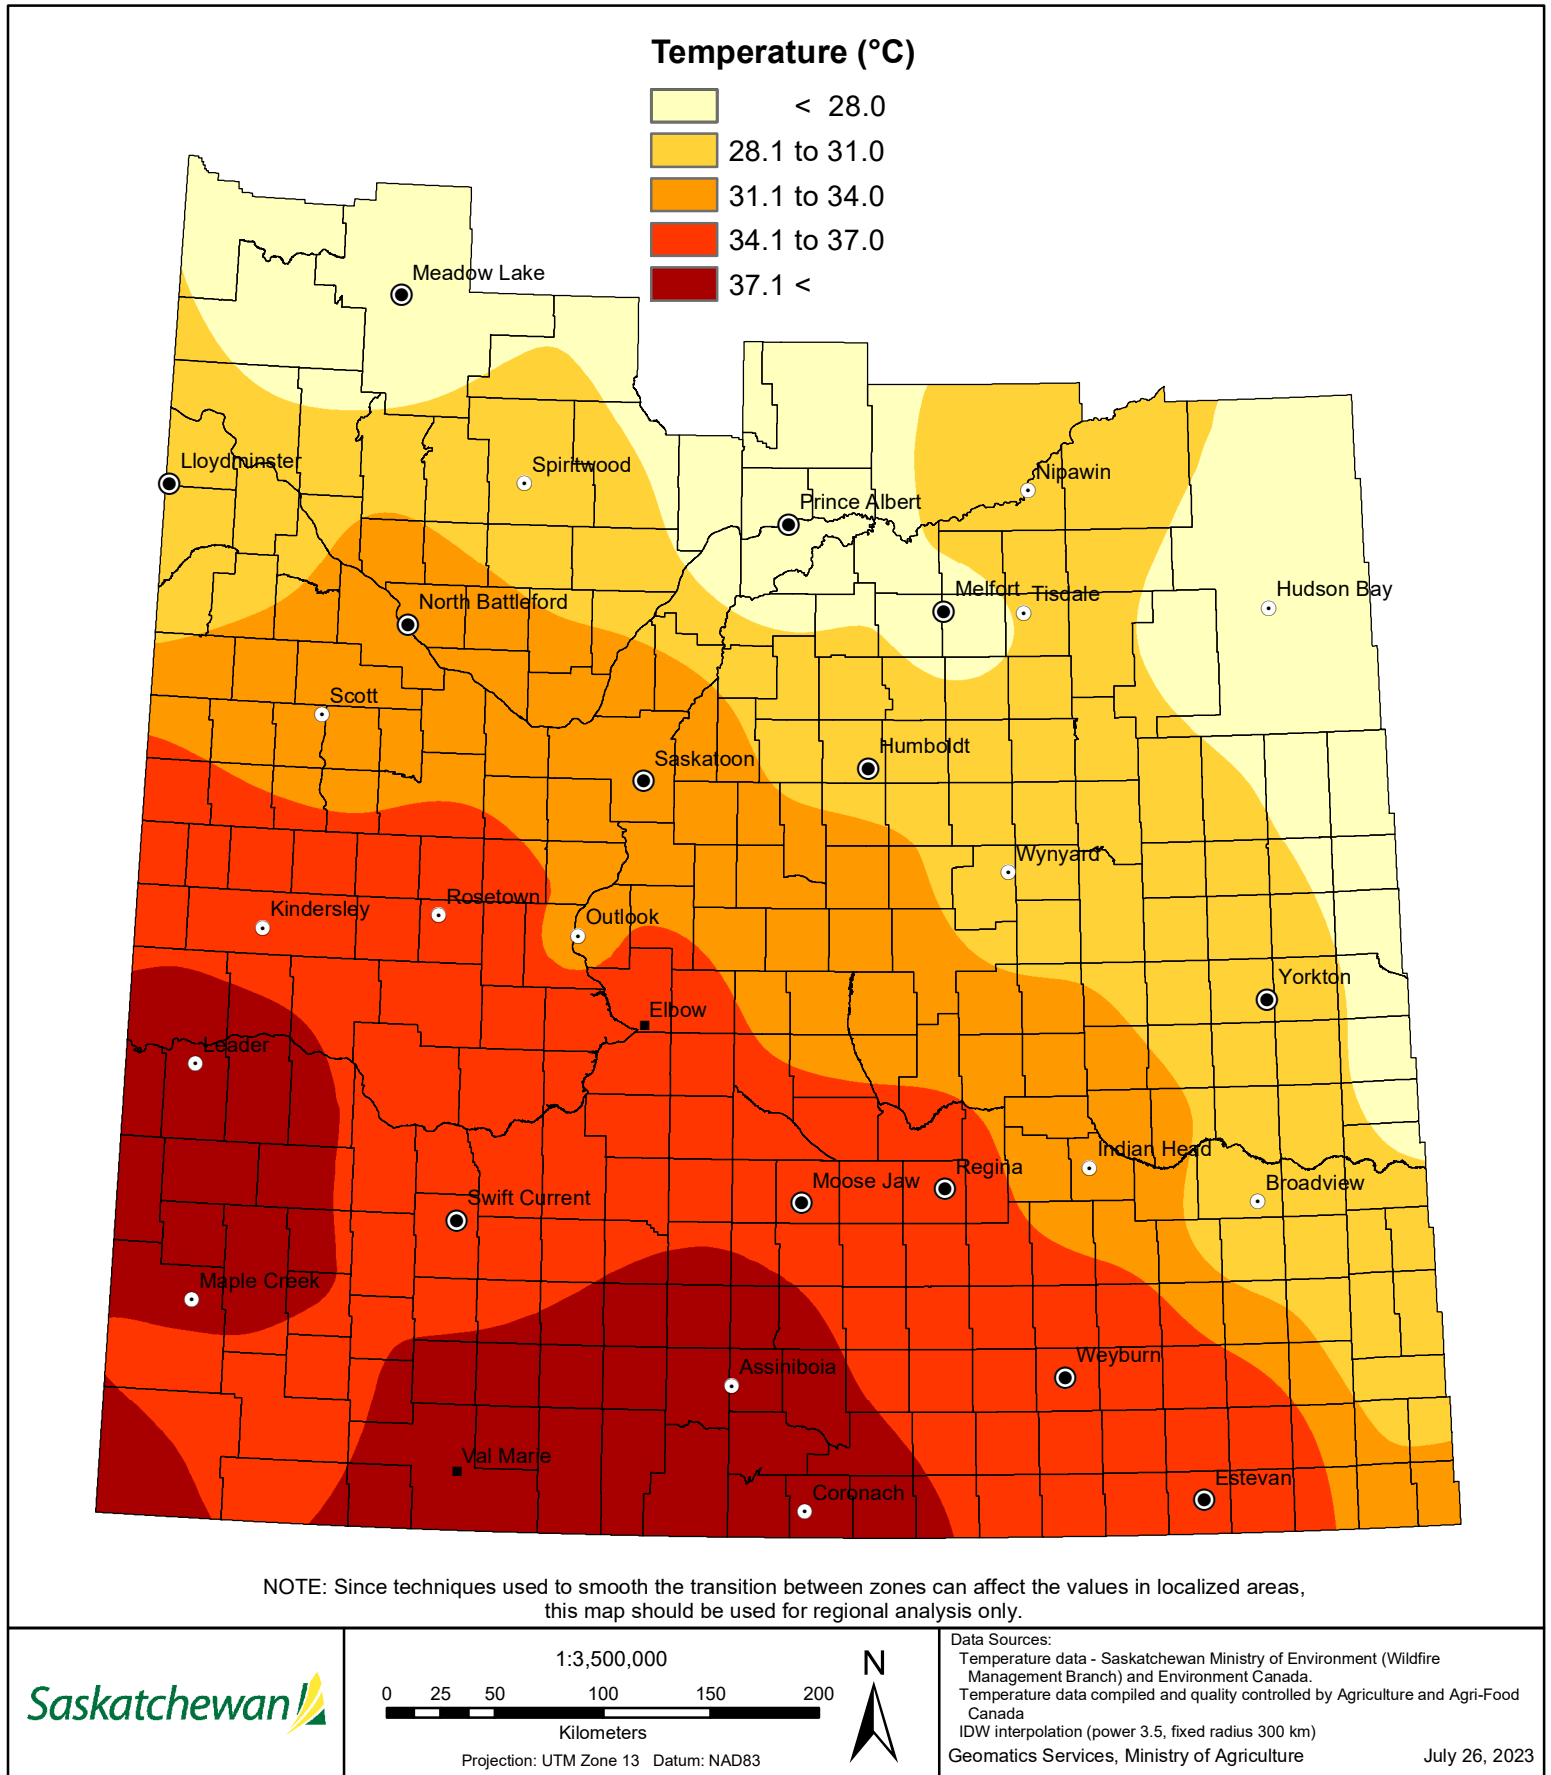 Temperature (°C)
< 28.0
28.1 to 31.0
31.1 to 34.0
34.1 to 37.0
37.1 <
Meadow Lake
Lloydminster
Spiritwood
Nipawin
Prince Albert
Melfort
Tisdale
Hudson Bay
North Battleford
Scott
Saskatoon
Humboldt
Wynyard
Rosetown
Kindersley
Outlook
Yorkton
Elbow
Leader
Indian Head
Regina
Moose Jaw
Broadview
Swift Current
Maple Creek
Weyburn
Assiniboia
Val Marie
Estevan
Coronach
NOTE: Since techniques used to smooth the transition between zones can affect the values in localized areas,
this map should be used for regional analysis only.
Saskatchewan
1:3,500,000
0 25 50 100 150 200
Kilometers
Projection: UTM Zone 13 Datum: NAD83
N
Data Sources:
Temperature data - Saskatchewan Ministry of Environment (Wildfire
Management Branch) and Environment Canada.
Temperature data compiled and quality controlled by Agriculture and Agri-Food
Canada
IDW interpolation (power 3.5, fixed radius 300 km)
Geomatics Services, Ministry of Agriculture July 26, 2023